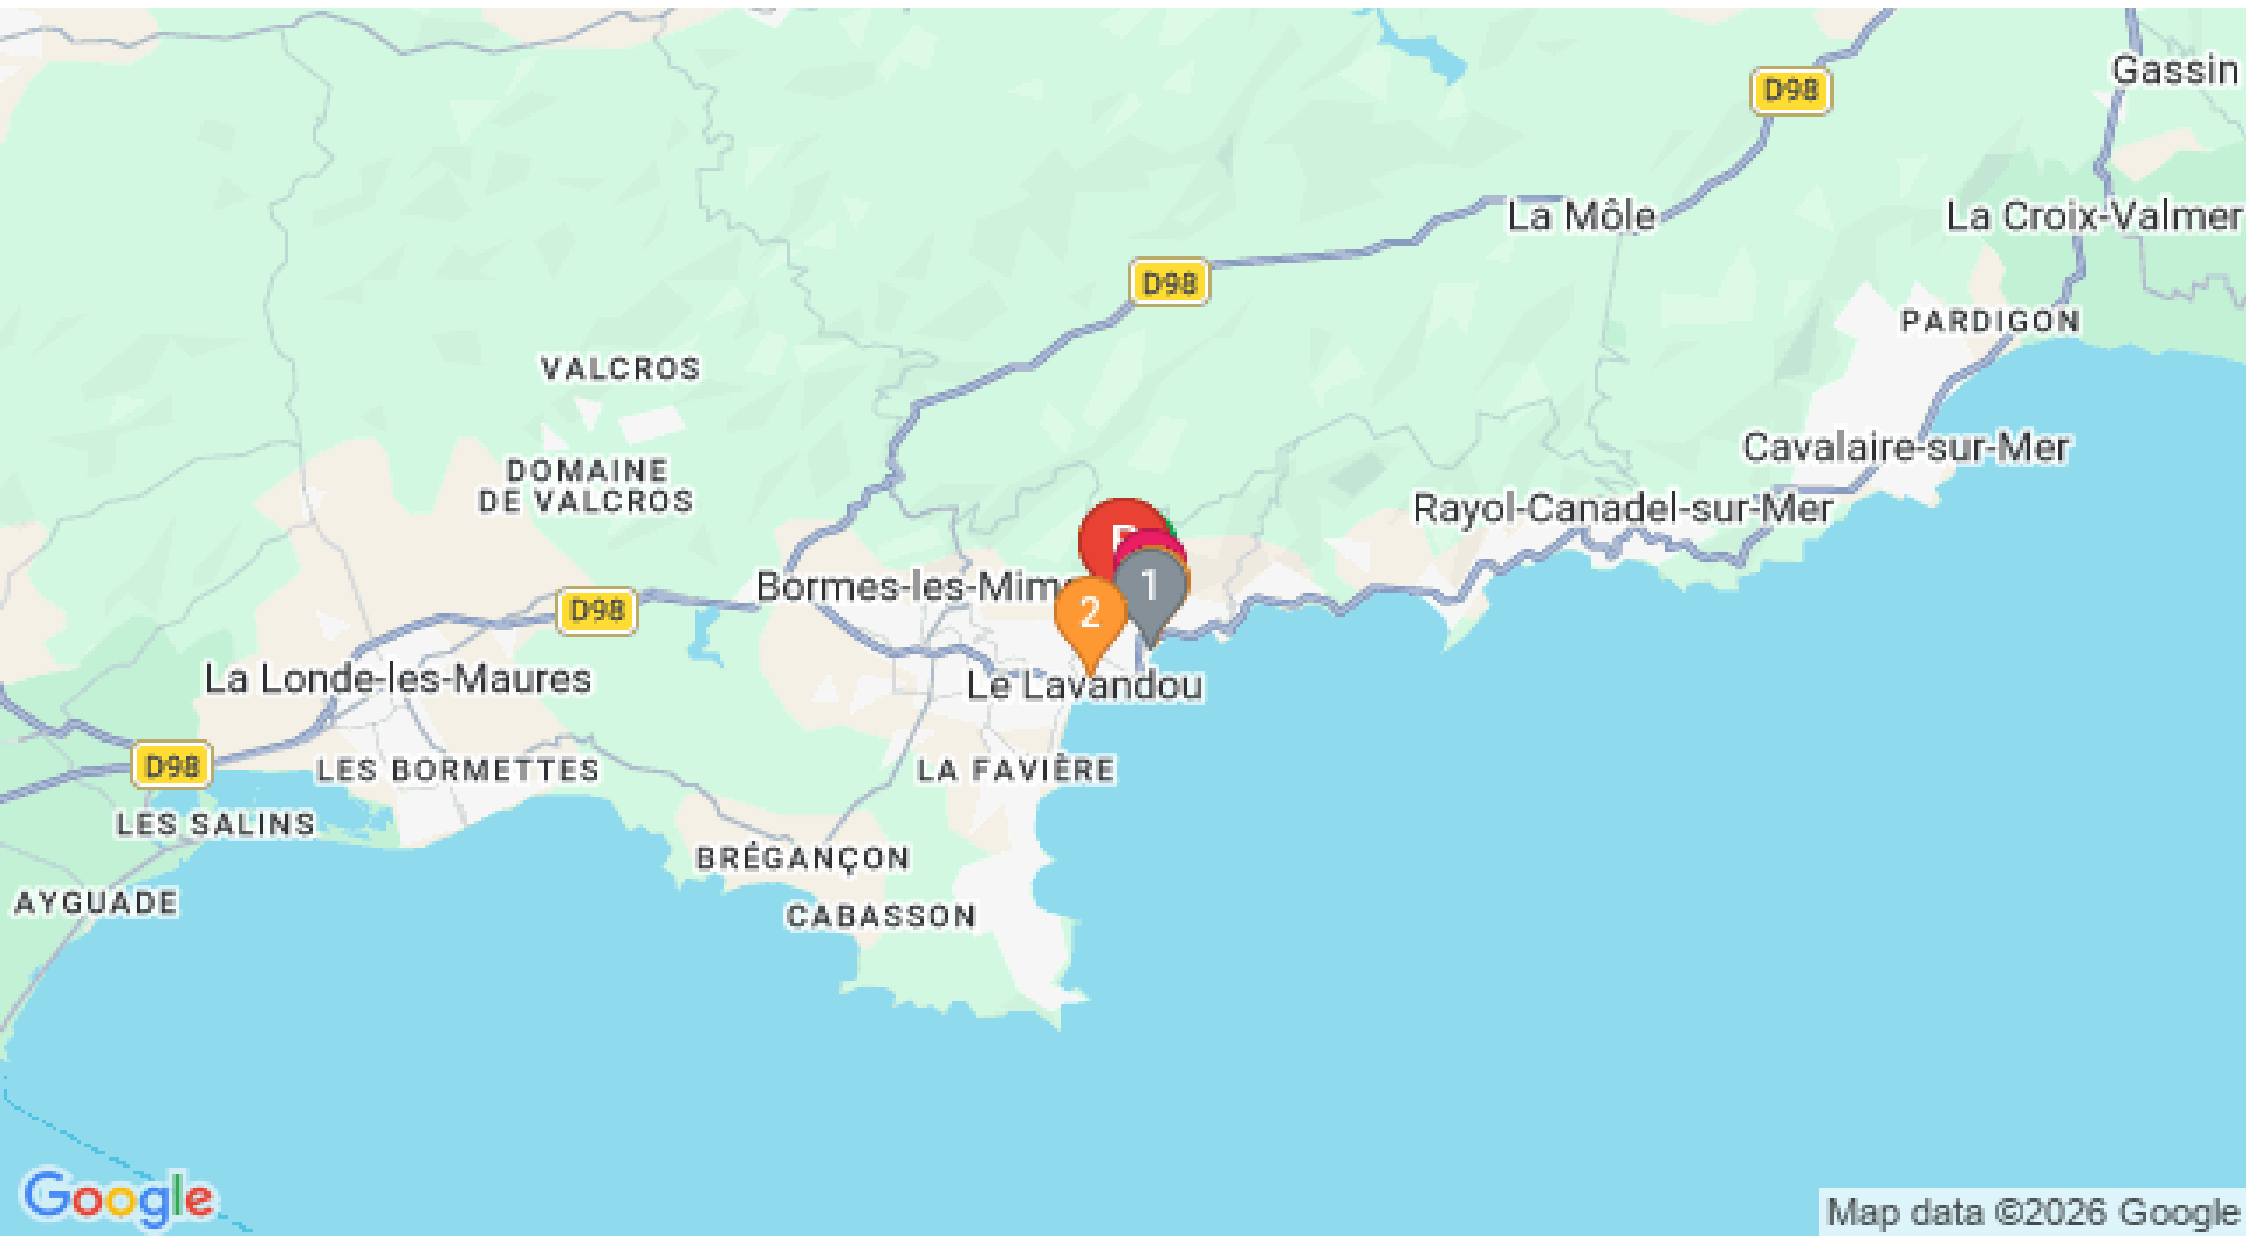 Gassin
D98
La Môle
La Croix-Valmer
D98
PARDIGON
VALCROS
Cavalaire-sur-Mer
DOMAINE
DE VALCROS
Rayol-Canadel-sur-Mer
1
2
D98
La Londe-les-Maures
Le Lavandou
D98
LES BORMETTES
LA FAVIÈRE
LES SALINS
BRÉGANÇON
AYGUADE
CABASSON
Google
Map data ©2026 Google